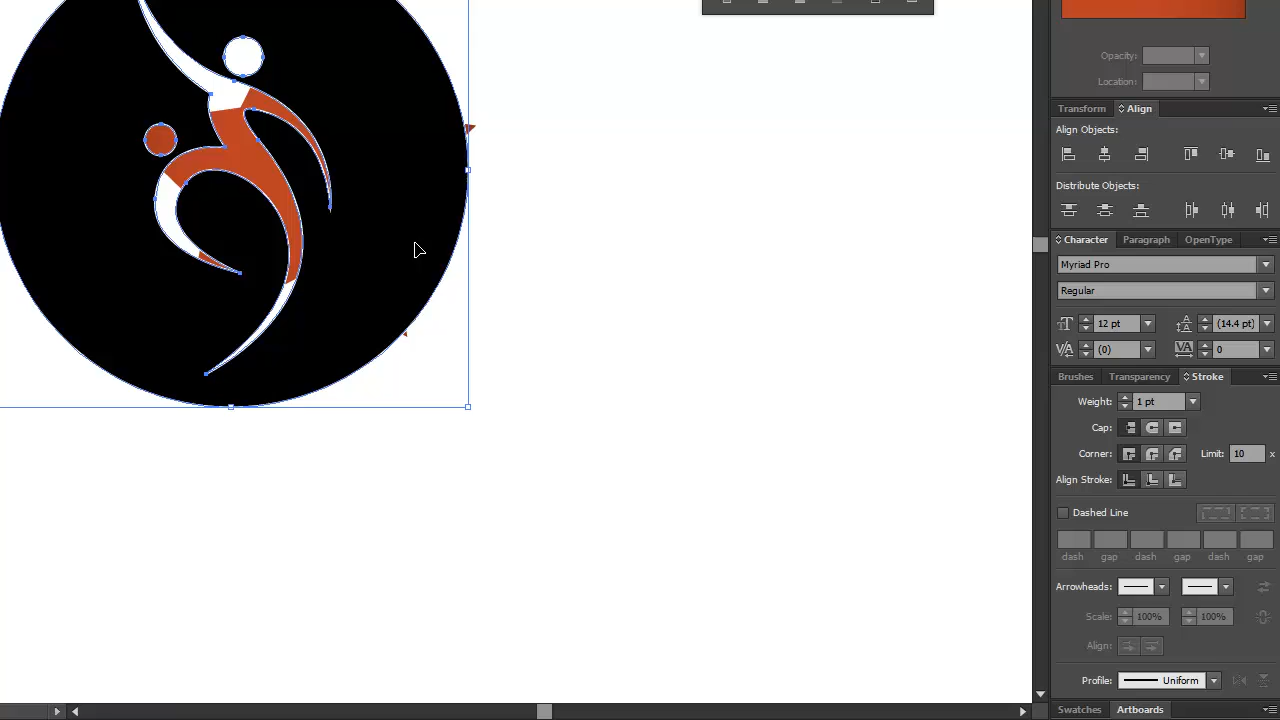 Opacity:
Location:
Transform Align
Align Objects:
Distribute Objects:
Character Paragraph OpenType
Myriad Pro
Regular
12 pt (14.4 pt)
(0) 0
Brushes Transparency Stroke
Weight: 1 pt
Cap:
Corner: Limit: 10 x
Align Stroke:
Dashed Line
dash gap dash gap dash gap
Arrowheads:
Scale: 100% 100%
Align:
Profile: Uniform
Swatches Artboards